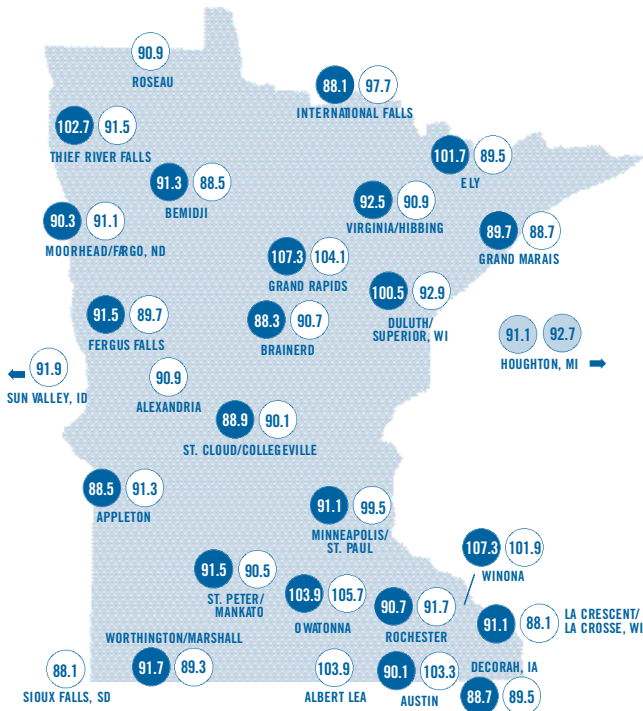 90.9
ROSEAU
88.1 97.7
INTERNATIONAL FALLS
102.7 91.5
THIEF RIVER FALLS
101.7 89.5
ELY
91.3 88.5
BEMIDJI
92.5 90.9
VIRGINIA/HIBBING
90.3 91.1
MOORHEAD/FARGO, ND
89.7 88.7
GRAND MARAIS
107.3 104.1
GRAND RAPIDS
100.5 92.9
DULUTH/
SUPERIOR, WI
91.5 89.7
FERGUS FALLS
88.3 90.7
BRAINERD
91.1 92.7
HOUGHTON, MI
91.9
SUN VALLEY, ID
90.9
ALEXANDRIA
88.9 90.1
ST. CLOUD/COLLEGEVILLE
88.5 91.3
APPLETON
91.1 99.5
MINNEAPOLIS/
ST. PAUL
107.3 101.9
WINONA
91.5 90.5
ST. PETER/
MANKATO
103.9 105.7
OWATONNA
90.7 91.7
ROCHESTER
91.1 88.1
LA CRESCENT/
LA CROSSE, WI
WORTHINGTON/MARSHALL
91.7 89.3
88.1
SIOUX FALLS, SD
103.9
ALBERT LEA
90.1 103.3
AUSTIN
DECORAH, IA
88.7 89.5